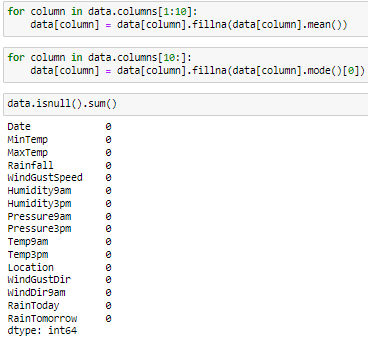 for column in data.columns[1:10]:
    data[column] = data[column].fillna(data[column].mean())
for column in data.columns[10:]:
    data[column] = data[column].fillna(data[column].mode()[0])
data.isnull().sum()
Date 0
MinTemp 0
MaxTemp 0
Rainfall 0
WindGustSpeed 0
Humidity9am 0
Humidity3pm 0
Pressure9am 0
Pressure3pm 0
Temp9am 0
Temp3pm 0
Location 0
WindGustDir 0
WindDir9am 0
RainToday 0
RainTomorrow 0
dtype: int64